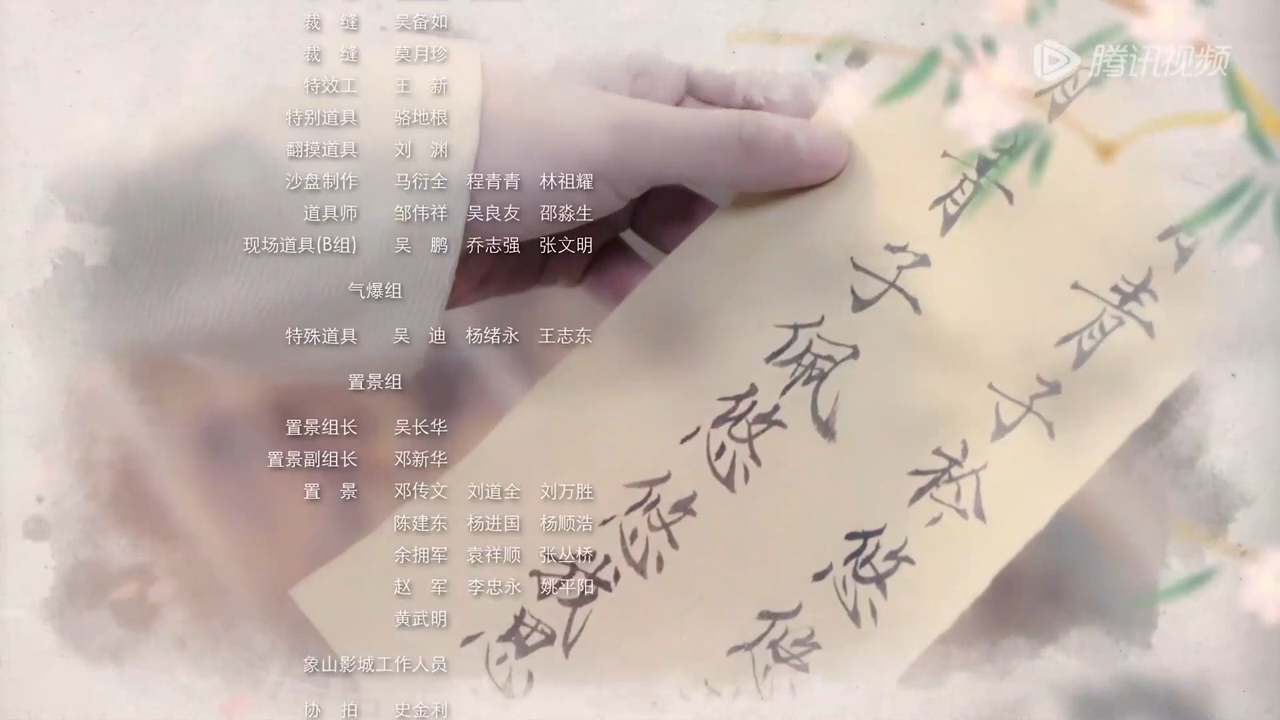 腾讯视频
裁 缝 吴备如
裁 缝 莫月珍
特效工 王 新
特别道具 骆地根
翻摸道具 刘 渊
沙盘制作 马衍全 程青青 林祖耀
道具师 邹伟祥 吴良友 邵淼生
现场道具(B组) 吴 鹏 乔志强 张文明
气爆组
特殊道具 吴 迪 杨绪永 王志东
置景组
置景组长 吴长华
置景副组长 邓新华
置 景 邓传文 刘道全 刘万胜
陈建东 杨进国 杨顺浩
余拥军 袁祥顺 张丛桥
赵 军 李忠永 姚平阳
黄武明
象山影城工作人员
协 拍 史金利
青子衿悠悠
青青子佩悠悠我思